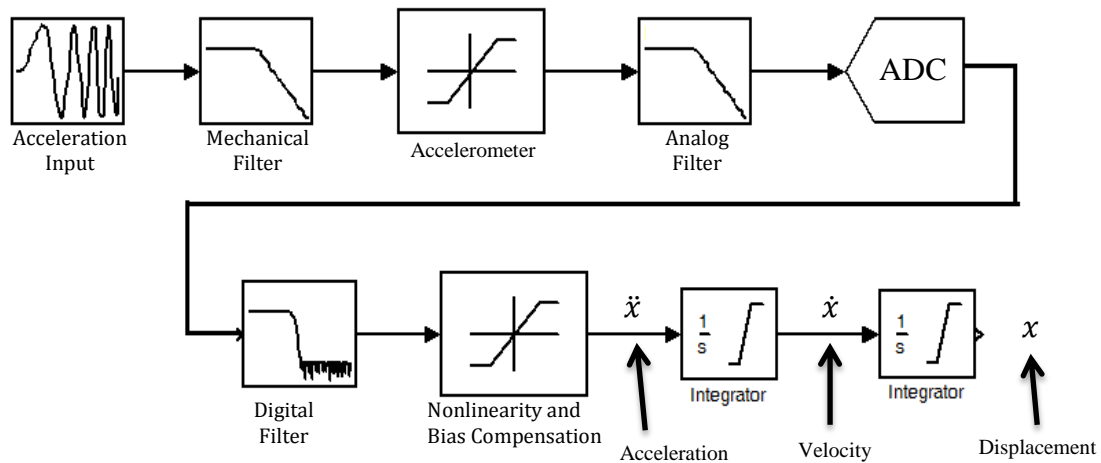 ADC
Acceleration
Input
Mechanical
Filter
Accelerometer
Analog
Filter
ẍ
ẋ
x
1
s
Integrator
1
s
Integrator
Digital
Filter
Nonlinearity and
Bias Compensation
Acceleration
Velocity
Displacement